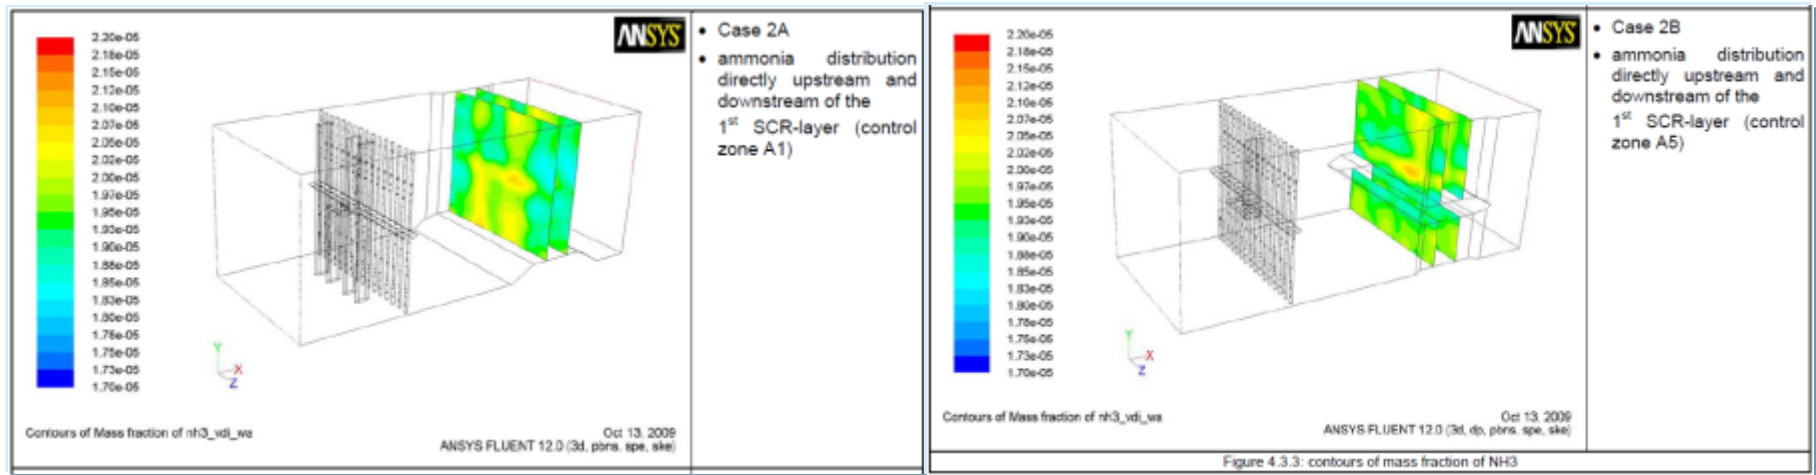 ANSYS
2.20e-05
2.18e-05
2.15e-05
2.12e-05
2.10e-05
2.07e-05
2.05e-05
2.02e-05
2.00e-05
1.97e-05
1.95e-05
1.93e-05
1.90e-05
1.88e-05
1.85e-05
1.83e-05
1.80e-05
1.78e-05
1.75e-05
1.73e-05
1.70e-05
Y
X
Z
Contours of Mass fraction of nh3_vdi_wa
Oct 13, 2009
ANSYS FLUENT 12.0 (3d, pbns, spe, ske)
• Case 2A
• ammonia distribution
directly upstream and
downstream of the
1st SCR-layer (control
zone A1)
ANSYS
2.20e-05
2.18e-05
2.15e-05
2.12e-05
2.10e-05
2.07e-05
2.05e-05
2.02e-05
2.00e-05
1.97e-05
1.95e-05
1.93e-05
1.90e-05
1.88e-05
1.85e-05
1.83e-05
1.80e-05
1.78e-05
1.75e-05
1.73e-05
1.70e-05
Y
X
Z
Contours of Mass fraction of nh3_vdi_wa
Oct 13, 2009
ANSYS FLUENT 12.0 (3d, dp, pbns, spe, ske)
• Case 2B
• ammonia distribution
directly upstream and
downstream of the
1st SCR-layer (control
zone A5)
Figure 4.3.3: contours of mass fraction of NH3